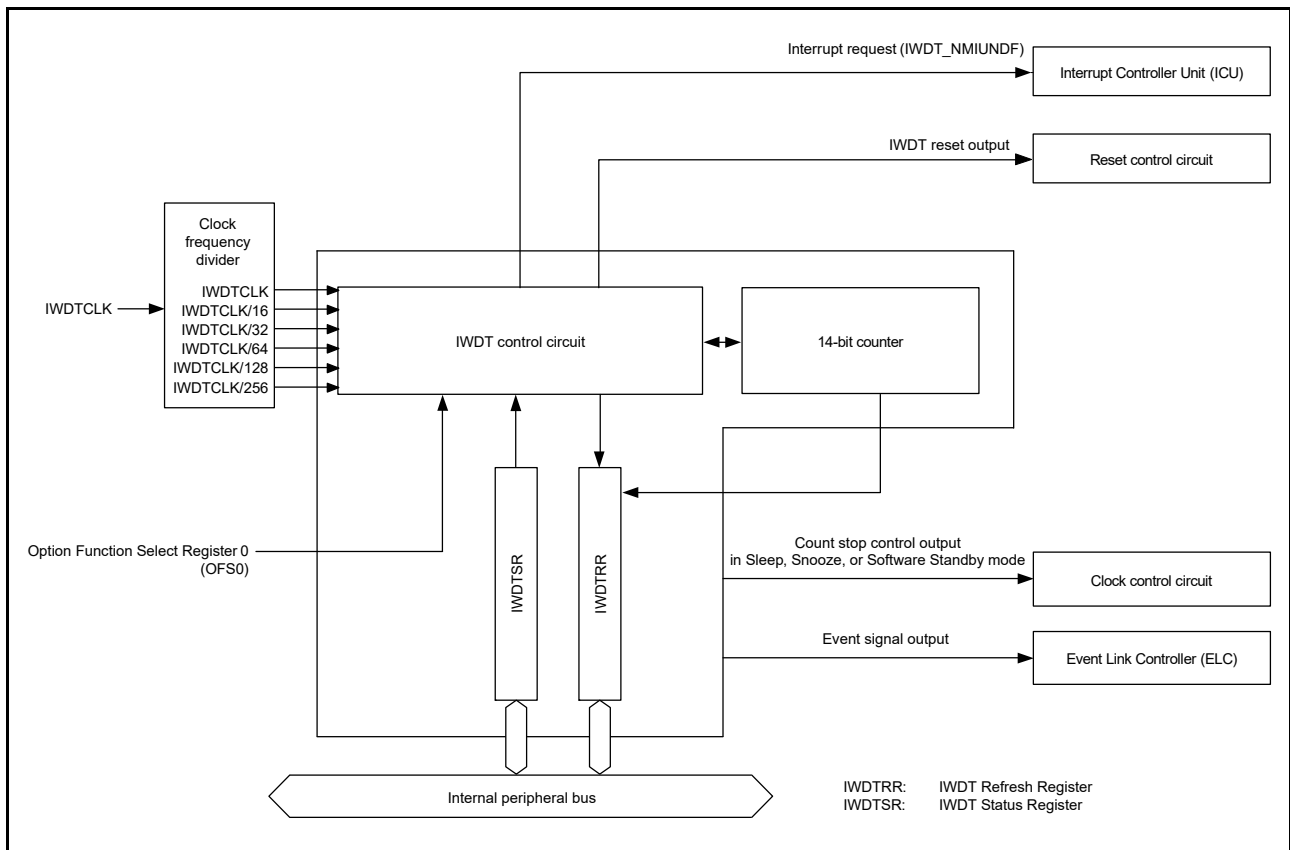 Interrupt request (IWDT_NMIUNDF)
Interrupt Controller Unit (ICU)
IWDT reset output
Reset control circuit
Clock
frequency
divider
IWDTCLK
IWDTCLK
IWDTCLK/16
IWDTCLK/32
IWDTCLK/64
IWDTCLK/128
IWDTCLK/256
IWDT control circuit
14-bit counter
Option Function Select Register 0
(OFS0)
IWDTSR
IWDTRR
Count stop control output
in Sleep, Snooze, or Software Standby mode
Clock control circuit
Event signal output
Event Link Controller (ELC)
Internal peripheral bus
IWDTRR: IWDT Refresh Register
IWDTSR: IWDT Status Register